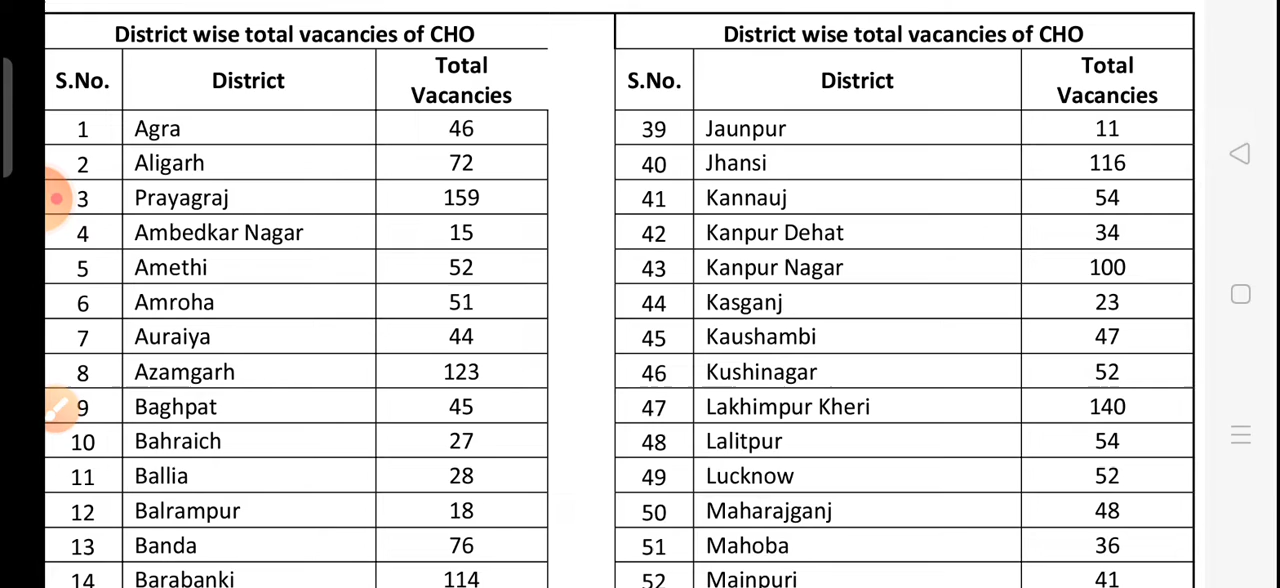 District wise total vacancies of CHO
S.No. District Total Vacancies
1 Agra 46
2 Aligarh 72
3 Prayagraj 159
4 Ambedkar Nagar 15
5 Amethi 52
6 Amroha 51
7 Auraiya 44
8 Azamgarh 123
9 Baghpat 45
10 Bahraich 27
11 Ballia 28
12 Balrampur 18
13 Banda 76
14 Barabanki 114
District wise total vacancies of CHO
S.No. District Total Vacancies
39 Jaunpur 11
40 Jhansi 116
41 Kannauj 54
42 Kanpur Dehat 34
43 Kanpur Nagar 100
44 Kasganj 23
45 Kaushambi 47
46 Kushinagar 52
47 Lakhimpur Kheri 140
48 Lalitpur 54
49 Lucknow 52
50 Maharajganj 48
51 Mahoba 36
52 Mainpuri 41